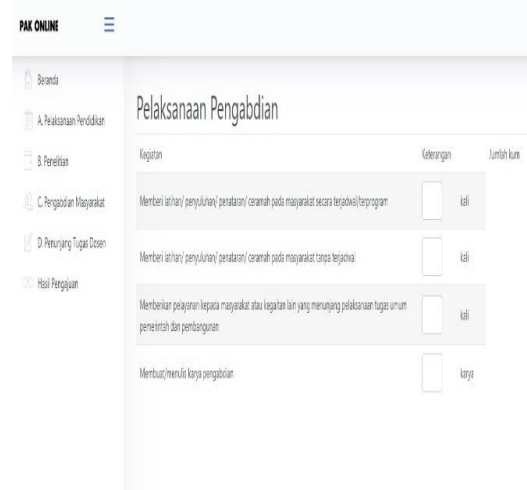 PAK ONLINE
Beranda
A. Pelaksanaan Pendidikan
B. Penelitian
C. Pengabdian Masyarakat
D. Penunjang Tugas Dosen
Hasil Pengajuan
Pelaksanaan Pengabdian
Kegiatan Keterangan Jumlah kum
Memberi latihan/ penyuluhan/ penataran/ ceramah pada masyarakat secara terjadwal/terprogram kali
Memberi latihan/ penyuluhan/ penataran/ ceramah pada masyarakat tanpa terjadwal kali
Memberikan pelayanan kepada masyarakat atau kegaitan lain yang menunjang pelaksanaan tugas umum
pemerintah dan pembangunan kali
Membuat/menulis karya pengabdian karya